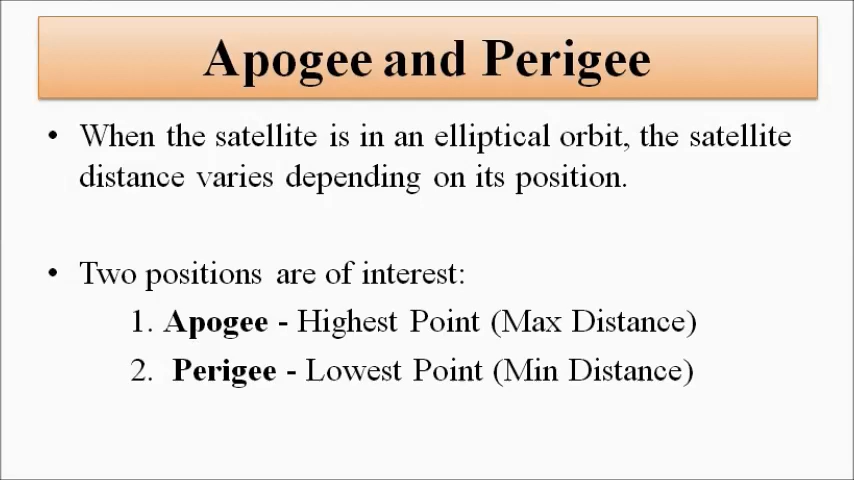 Apogee and Perigee
• When the satellite is in an elliptical orbit, the satellite
distance varies depending on its position.
• Two positions are of interest:
1. Apogee - Highest Point (Max Distance)
2. Perigee - Lowest Point (Min Distance)